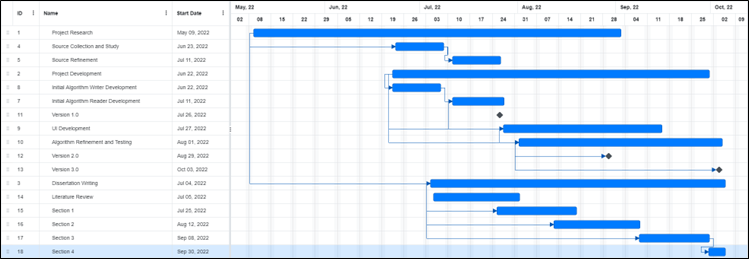 May, 22 Jun, 22 Jul, 22 Aug, 22 Sep, 22 Oct, 22
ID Name Start Date
02 08 16 23 29 05 12 19 26 03 10 17 24 31 07 14 21 28 04 11 18 25 02 09
1 Project Research May 09, 2022
4 Source Collection and Study Jun 23, 2022
5 Source Refinement Jul 11, 2022
2 Project Development Jun 22, 2022
6 Initial Algorithm Writer Development Jun 22, 2022
7 Initial Algorithm Reader Development Jul 11, 2022
11 Version 1.0 Jul 26, 2022
9 UI Development Jul 27, 2022
10 Algorithm Refinement and Testing Aug 01, 2022
12 Version 2.0 Aug 29, 2022
13 Version 3.0 Oct 03, 2022
3 Dissertation Writing Jul 04, 2022
14 Literature Review Jul 05, 2022
15 Section 1 Jul 25, 2022
16 Section 2 Aug 12, 2022
17 Section 3 Sep 08, 2022
18 Section 4 Sep 30, 2022